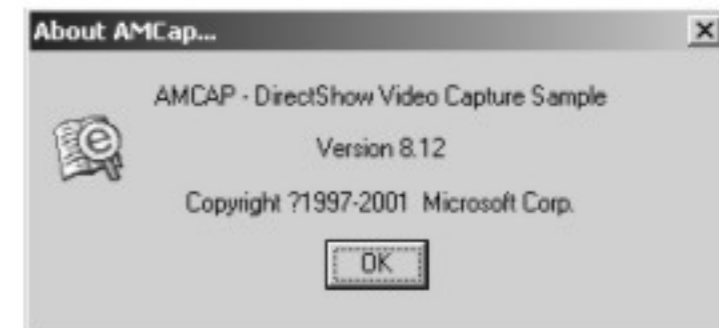 About AMCap...
AMCAP - DirectShow Video Capture Sample
Version 8.12
Copyright ?1997-2001 Microsoft Corp.
OK